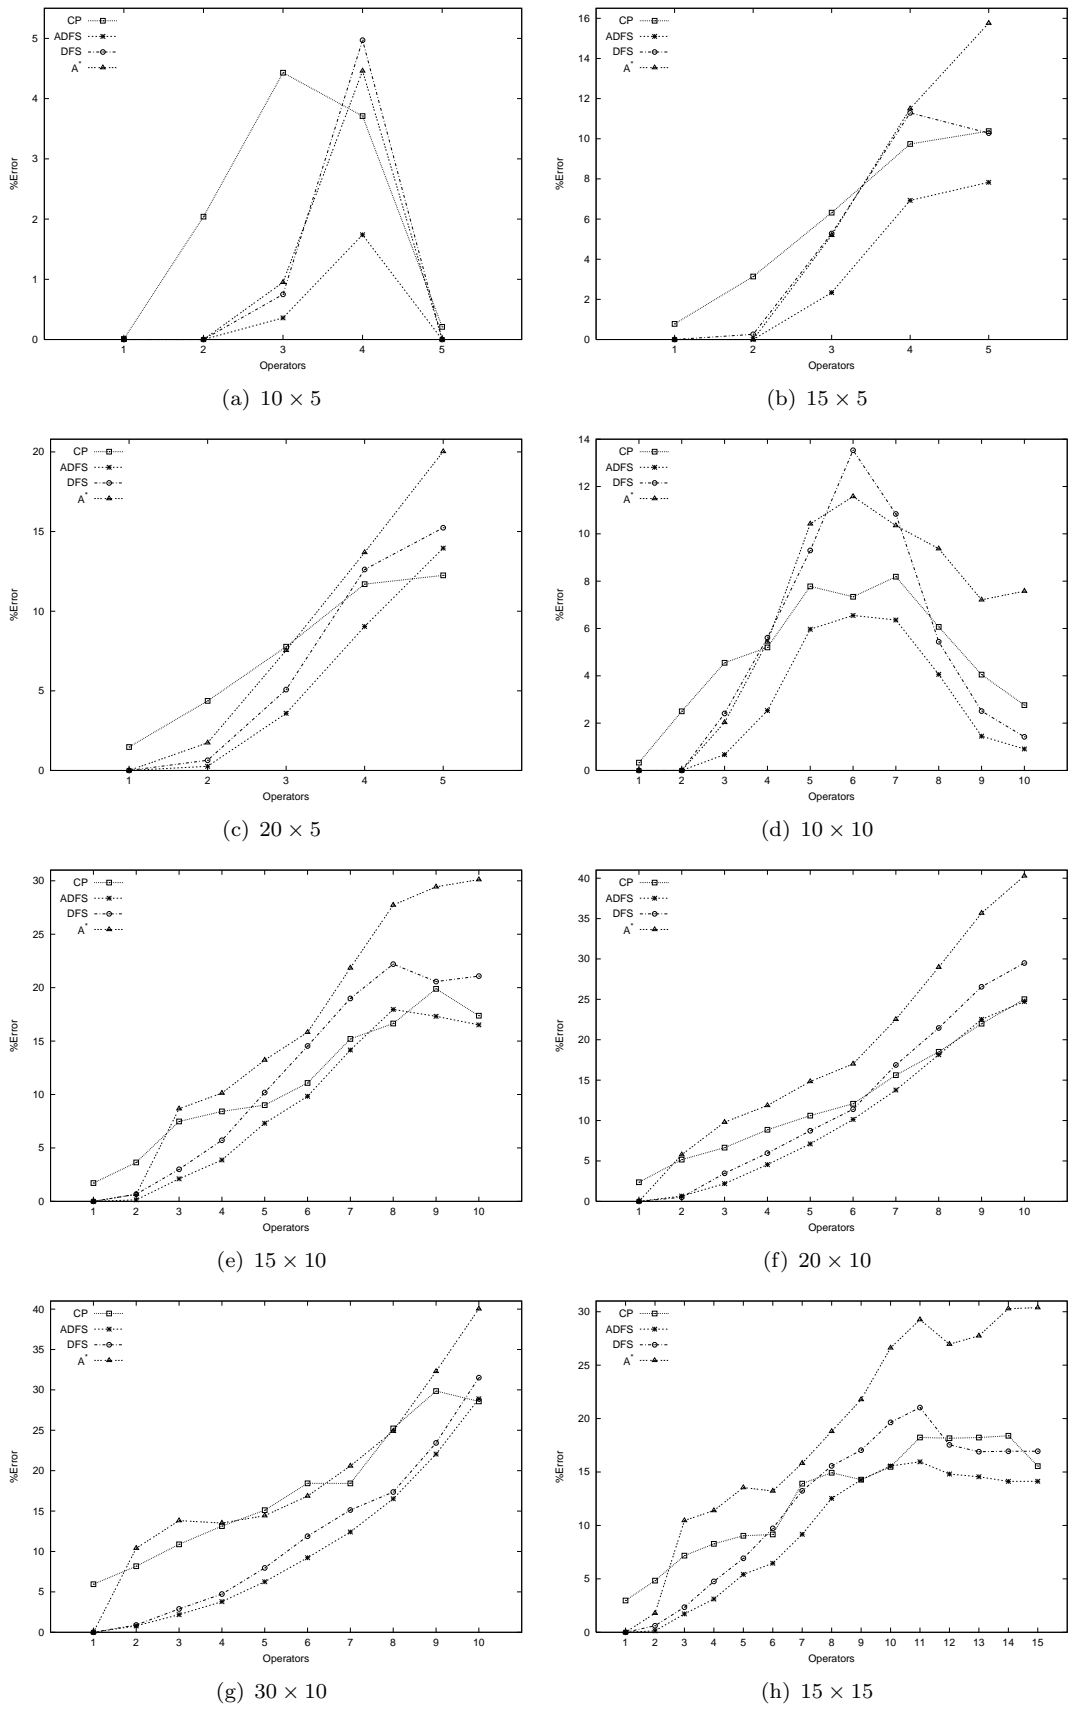 CP
ADFS
DFS
A*
%Error
5
4
3
2
1
0
1 2 3 4 5
Operators
(a) 10 × 5
CP
ADFS
DFS
A*
%Error
16
14
12
10
8
6
4
2
0
1 2 3 4 5
Operators
(b) 15 × 5
CP
ADFS
DFS
A*
%Error
20
15
10
5
0
1 2 3 4 5
Operators
(c) 20 × 5
CP
ADFS
DFS
A*
%Error
14
12
10
8
6
4
2
0
1 2 3 4 5 6 7 8 9 10
Operators
(d) 10 × 10
CP
ADFS
DFS
A*
%Error
30
25
20
15
10
5
0
1 2 3 4 5 6 7 8 9 10
Operators
(e) 15 × 10
CP
ADFS
DFS
A*
%Error
40
35
30
25
20
15
10
5
0
1 2 3 4 5 6 7 8 9 10
Operators
(f) 20 × 10
CP
ADFS
DFS
A*
%Error
40
35
30
25
20
15
10
5
0
1 2 3 4 5 6 7 8 9 10
Operators
(g) 30 × 10
CP
ADFS
DFS
A*
%Error
30
25
20
15
10
5
0
1 2 3 4 5 6 7 8 9 10 11 12 13 14 15
Operators
(h) 15 × 15